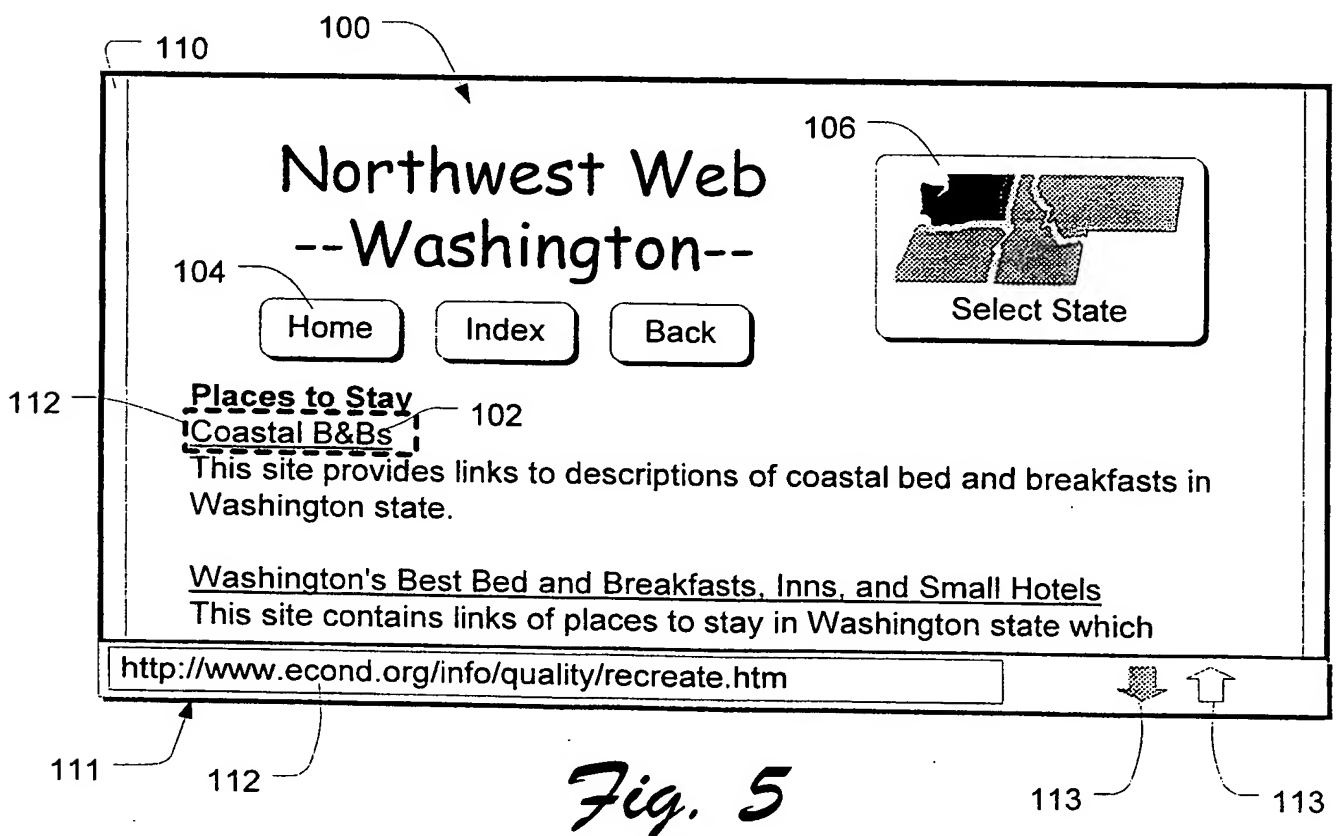 100
110
106
Northwest Web
--Washington--
104
Select State
Home Index Back
Places to Stay
112
102
Coastal B&Bs
This site provides links to descriptions of coastal bed and breakfasts in
Washington state.
Washington's Best Bed and Breakfasts, Inns, and Small Hotels
This site contains links of places to stay in Washington state which
http://www.econd.org/info/quality/recreate.htm
111
112
113
113
Fig. 5